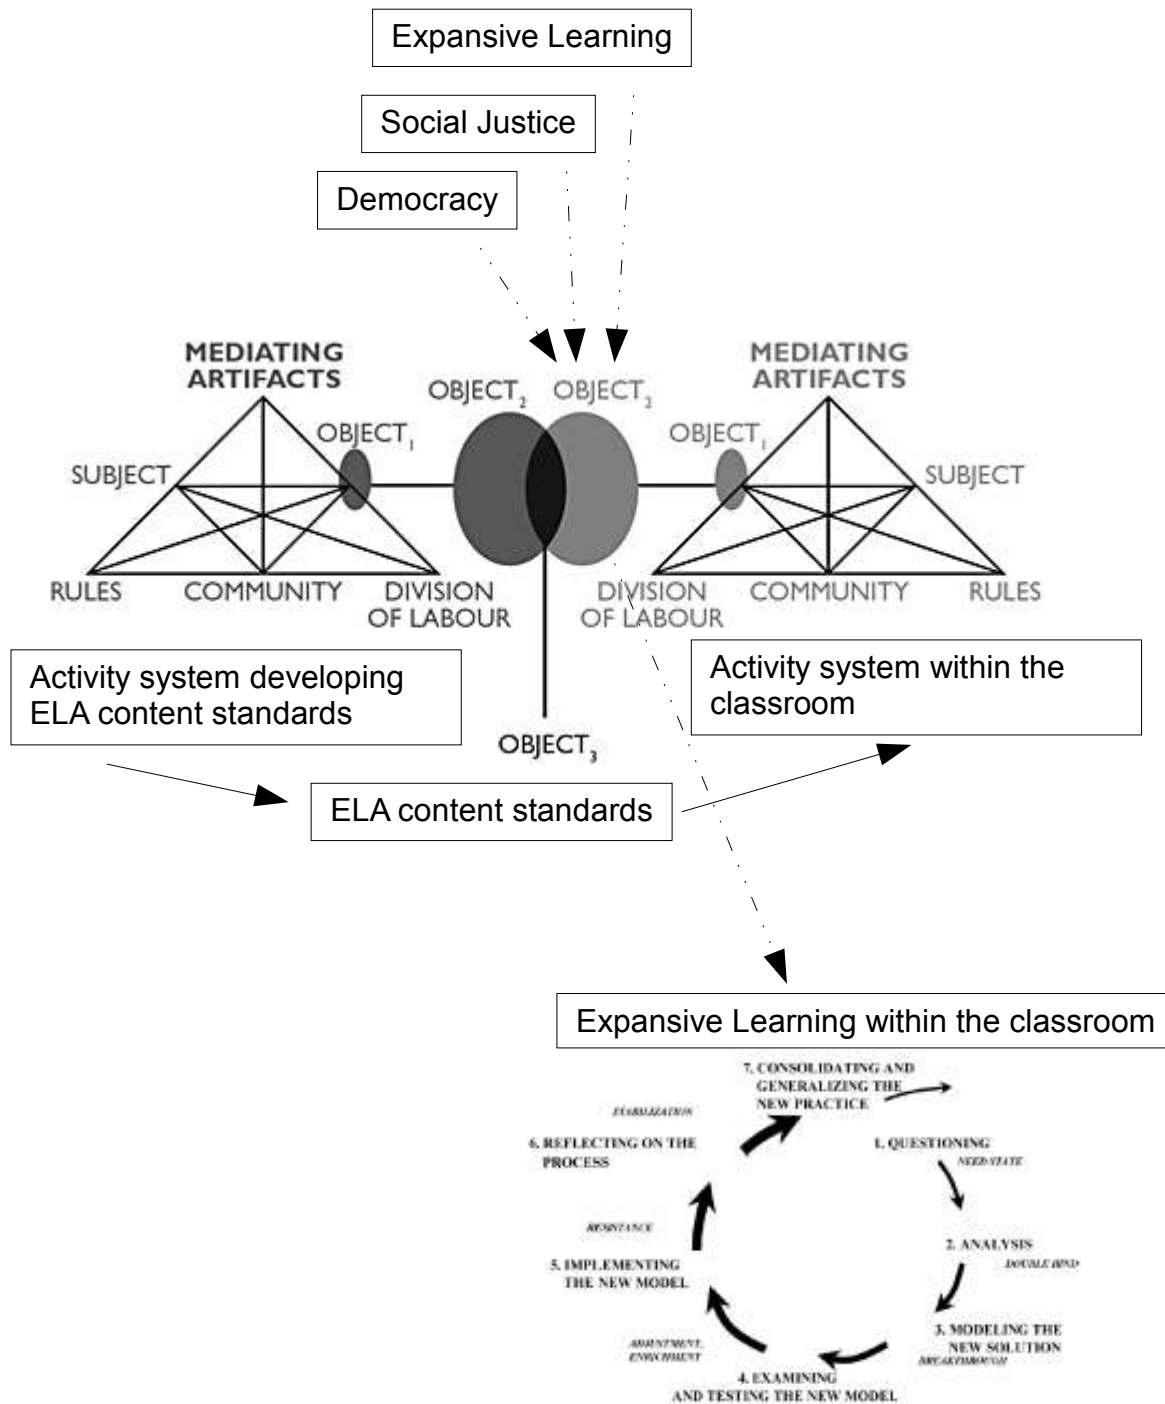 Expansive Learning
Social Justice
Democracy
MEDIATING
ARTIFACTS
MEDIATING
ARTIFACTS
OBJECT2
OBJECT2
OBJECT1
OBJECT1
SUBJECT
SUBJECT
RULES
COMMUNITY
DIVISION
OF LABOUR
DIVISION
OF LABOUR
COMMUNITY
RULES
Activity system developing
ELA content standards
Activity system within the
classroom
OBJECT3
ELA content standards
Expansive Learning within the classroom
7. CONSOLIDATING AND
GENERALIZING THE
NEW PRACTICE
STABILIZATION
6. REFLECTING ON THE
PROCESS
1. QUESTIONING
NEED STATE
RESISTANCE
2. ANALYSIS
DOUBLE BIND
5. IMPLEMENTING
THE NEW MODEL
3. MODELING THE
NEW SOLUTION
BREAKTHROUGH
ADJUSTMENT,
ENRICHMENT
4. EXAMINING
AND TESTING THE NEW MODEL